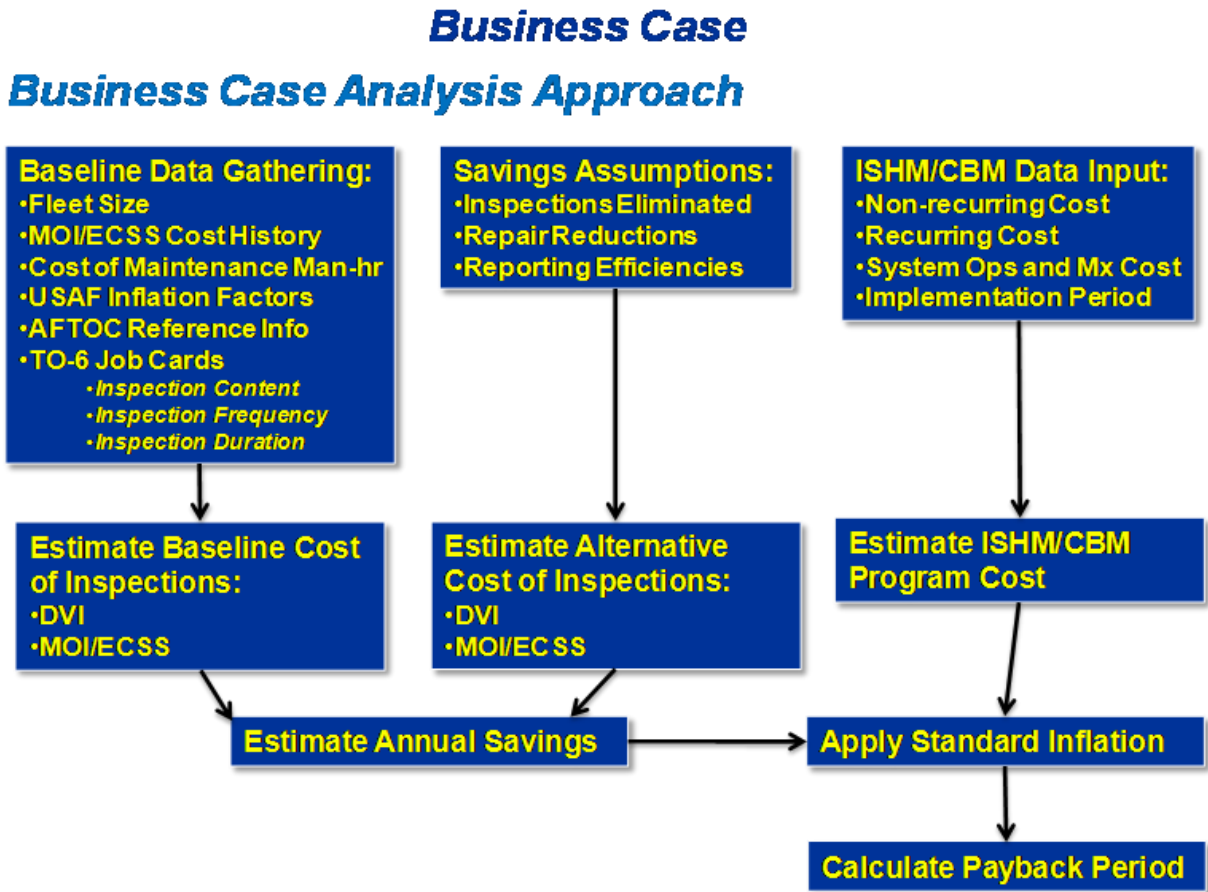 Business Case
Business Case Analysis Approach
Baseline Data Gathering:
•Fleet Size
•MOI/ECSS Cost History
•Cost of Maintenance Man-hr
•USAF Inflation Factors
•AFTOC Reference Info
•TO-6 Job Cards
•Inspection Content
•Inspection Frequency
•Inspection Duration
Savings Assumptions:
•Inspections Eliminated
•Repair Reductions
•Reporting Efficiencies
ISHM/CBM Data Input:
•Non-recurring Cost
•Recurring Cost
•System Ops and Mx Cost
•Implementation Period
Estimate Baseline Cost
of Inspections:
•DVI
•MOI/ECSS
Estimate Alternative
Cost of Inspections:
•DVI
•MOI/ECSS
Estimate ISHM/CBM
Program Cost
Estimate Annual Savings
Apply Standard Inflation
Calculate Payback Period